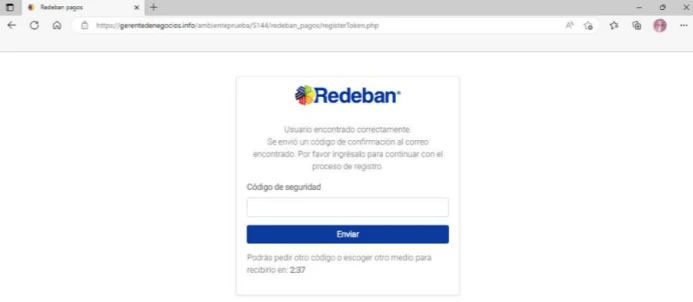 Redeban pagos
https://gerentedenegocios.info/ambienteprueba/5144/redeban_pagos/registerToken.php
Redeban
Usuario encontrado correctamente.
Se envió un código de confirmación al correo
encontrado. Por favor ingrésalo para continuar con el
proceso de registro.
Código de seguridad
Enviar
Podrás pedir otro código o escoger otro medio para
recibirlo en: 2:37